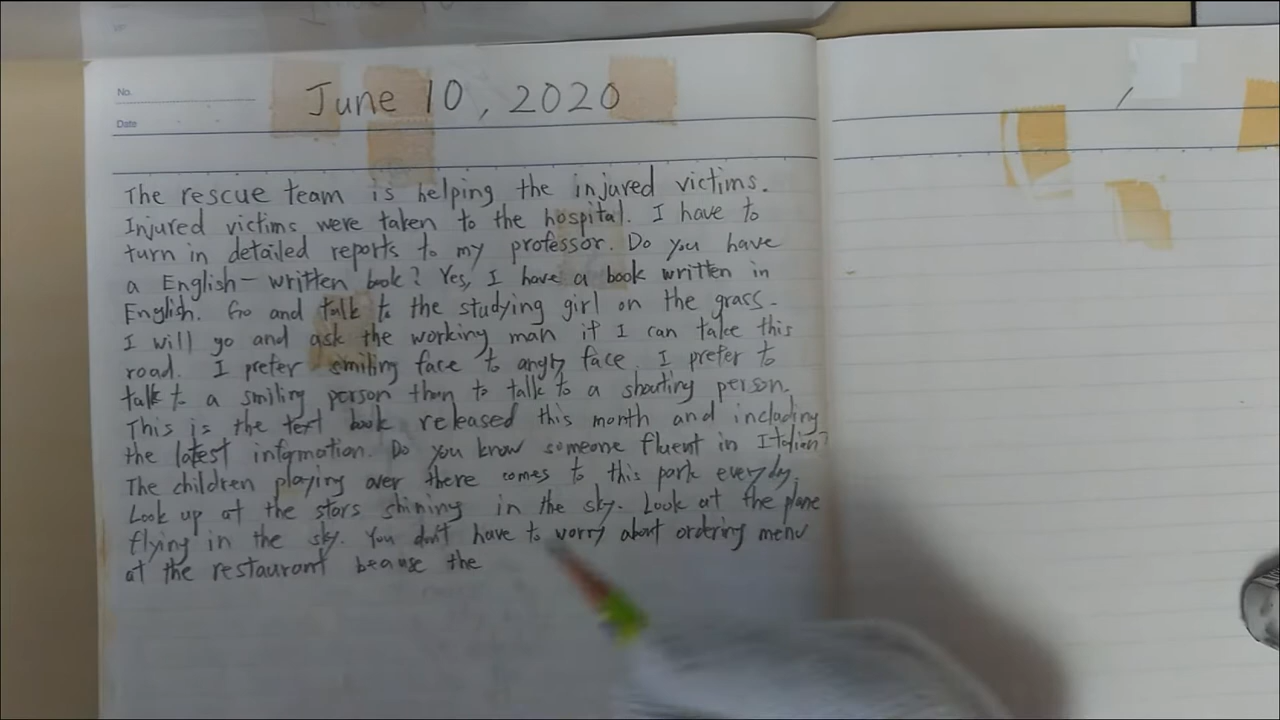 No.
Date
June 10, 2020
The rescue team is helping the injured victims.
Injured victims were taken to the hospital. I have to
turn in detailed reports to my professor. Do you have
a English-written book? Yes, I have a book written in
English. Go and talk to the studying girl on the grass.
I will go and ask the working man if I can take this
road. I prefer smiling face to angry face. I prefer to
talk to a smiling person than to talk to a shouting person.
This is the text book released this month and including
the latest infomation. Do you know someone fluent in Italian?
The children playing over there comes to this park everyday.
Look up at the stars shining in the sky. Look at the plane
flying in the sky. You don't have to worry about ordering menu
at the restaurant beause the